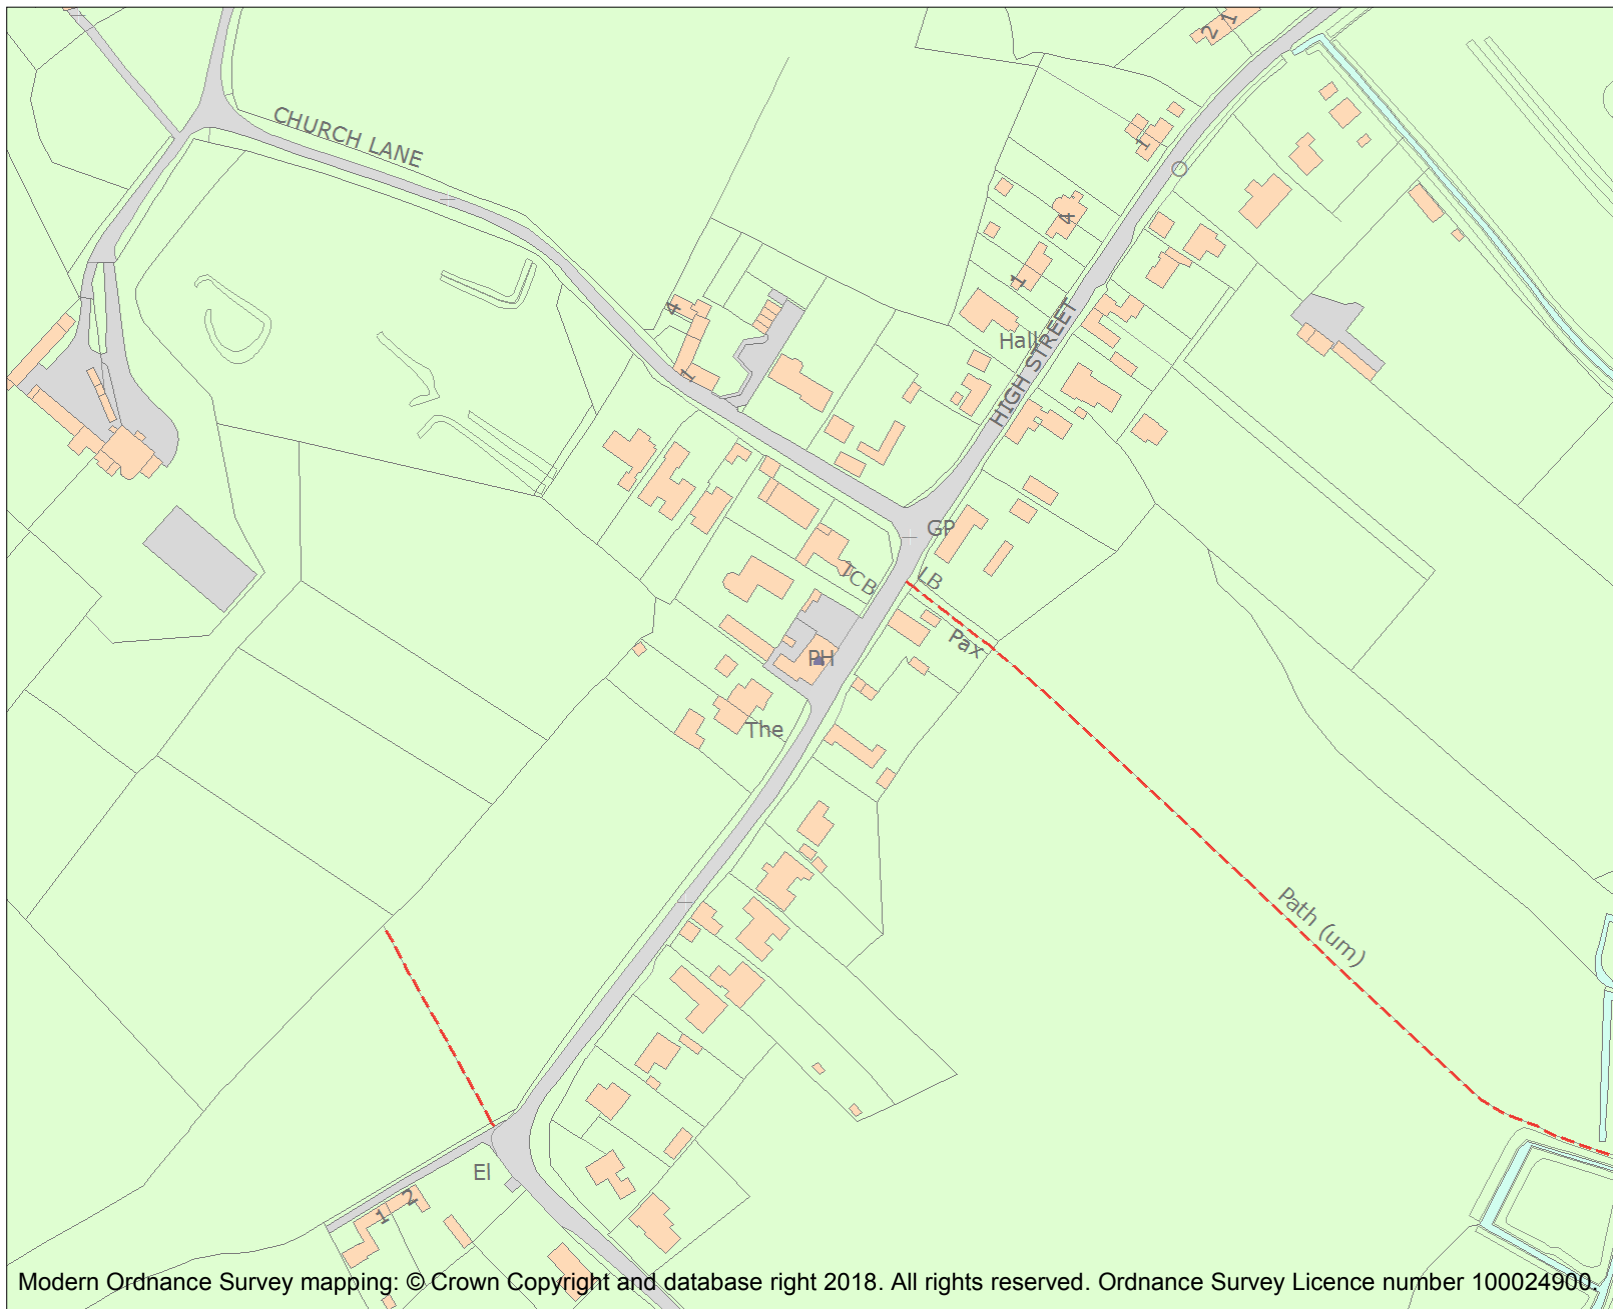 2 1
CHURCH LANE
1
4
1
4
Hall
HIGH STREET
1
GP
TCB
LB
Pax
PH
The
Path (um)
El
1 2
Modern Ordnance Survey mapping: © Crown Copyright and database right 2018. All rights reserved. Ordnance Survey Licence number 100024900.